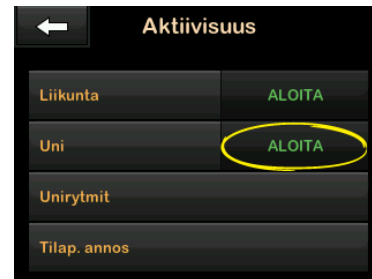 Aktiivisuus
Liikunta ALOITA
Uni ALOITA
Unirytmit
Tilap. annos